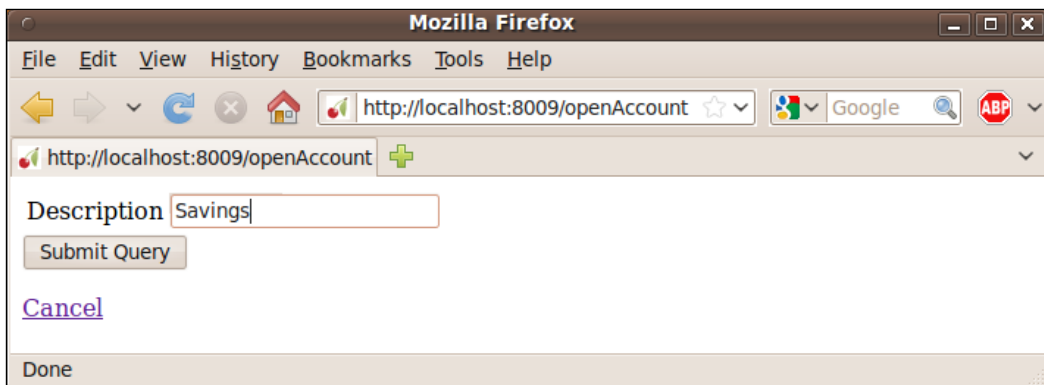 Mozilla Firefox
File Edit View History Bookmarks Tools Help
http://localhost:8009/openAccount Google ABP
http://localhost:8009/openAccount
Description Savings
Submit Query
Cancel
Done